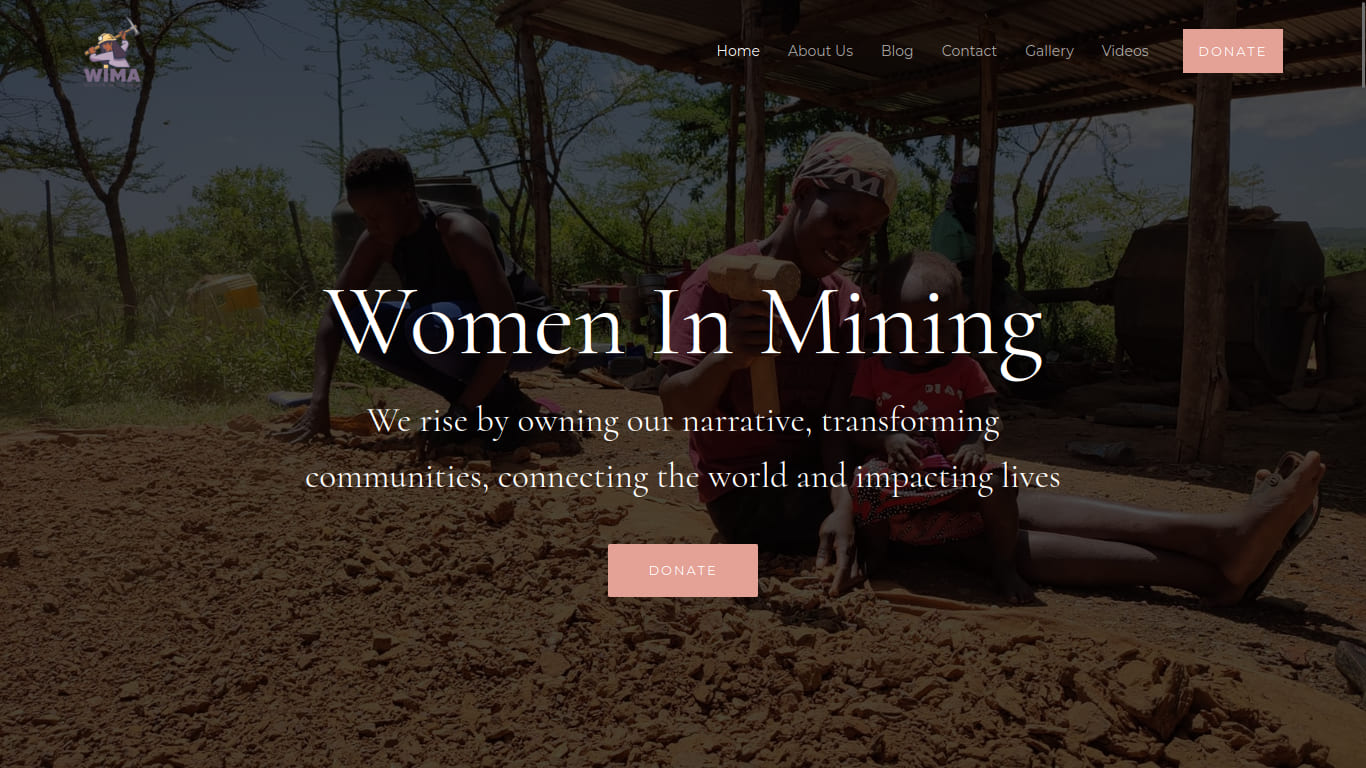 WIMA
Home
About Us
Blog
Contact
Gallery
Videos
DONATE
Women In Mining
We rise by owning our narrative, transforming
communities, connecting the world and impacting lives
DONATE